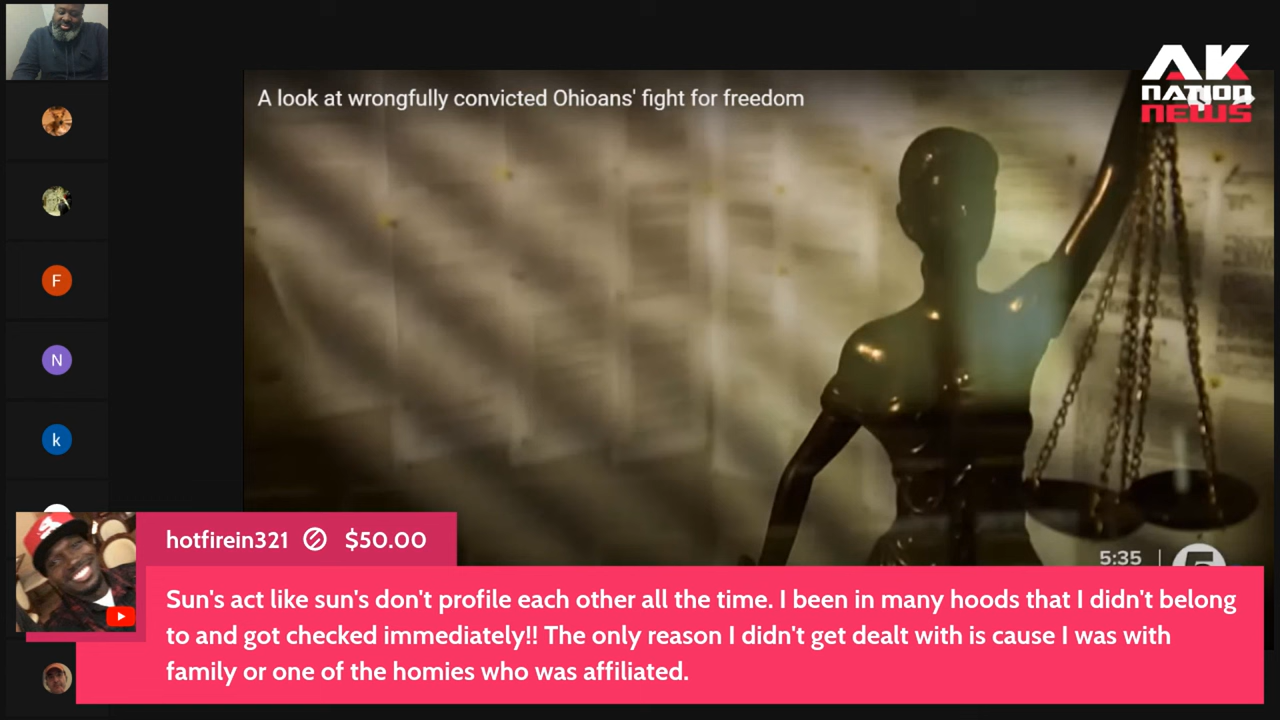 A look at wrongfully convicted Ohioans' fight for freedom
AK
NATION
NEWS
F
N
k
5:35
5
hotfirein321 $50.00
Sun's act like sun's don't profile each other all the time. I been in many hoods that I didn't belong
to and got checked immediately!! The only reason I didn't get dealt with is cause I was with
family or one of the homies who was affiliated.